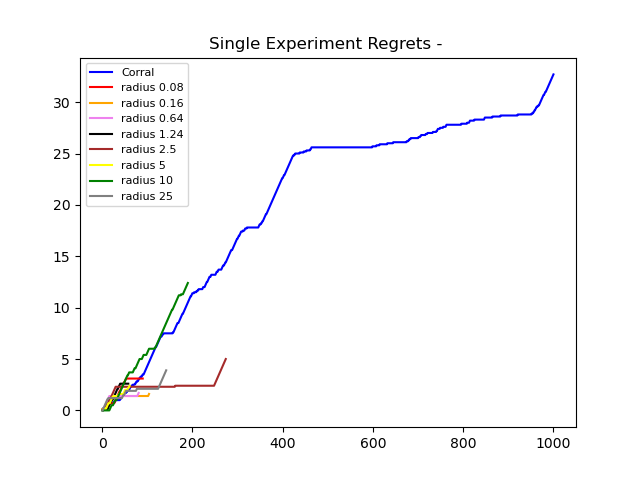 Single Experiment Regrets -
Corral
radius 0.08
radius 0.16
radius 0.64
radius 1.24
radius 2.5
radius 5
radius 10
radius 25
30
25
20
15
10
5
0
0 200 400 600 800 1000